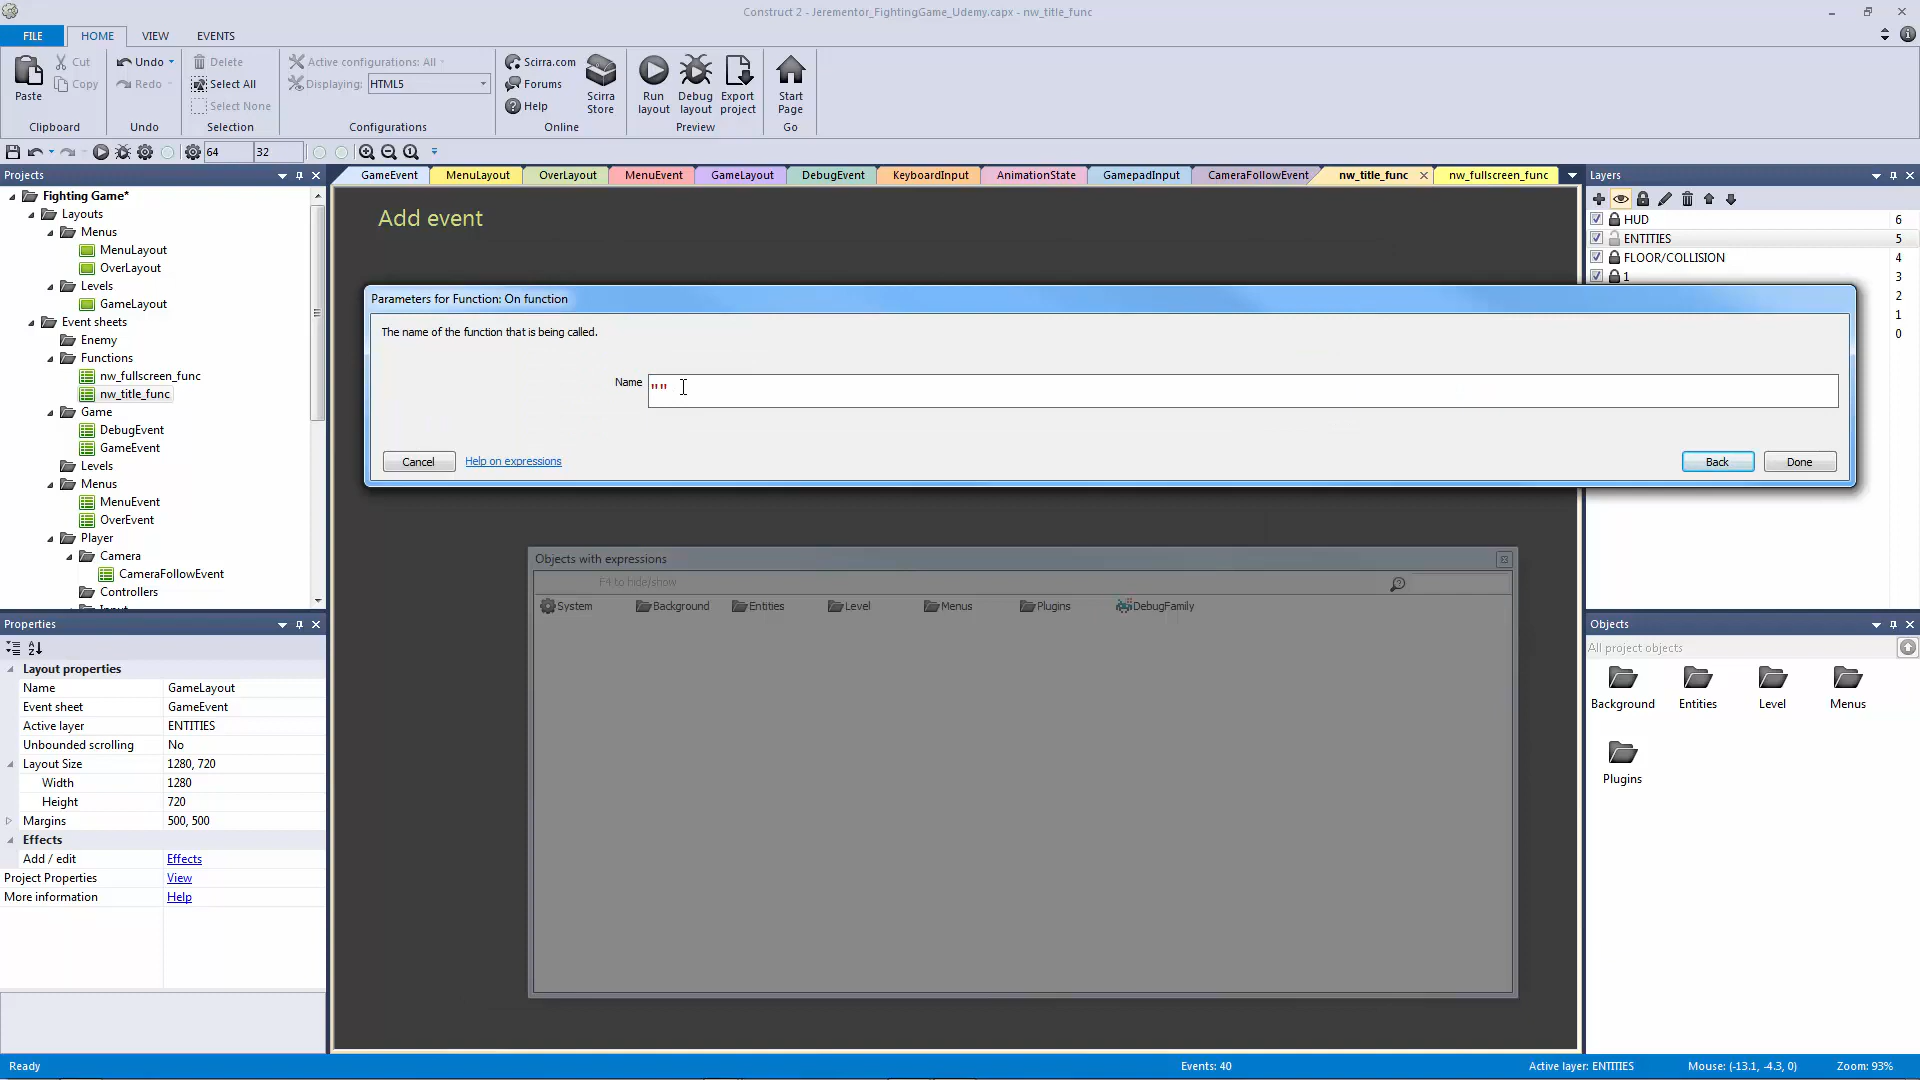 Construct 2 - Jerementor_FightingGame_Udemy.capx - nw_title_func
FILE HOME VIEW EVENTS
Paste
Cut
Copy
Clipboard
Undo
Redo
Undo
Delete
Select All
Select None
Selection
Active configurations: All
Displaying: HTML5
Configurations
Scirra.com
Forums
Help
Scirra Store
Online
Run layout
Debug layout
Export project
Preview
Start Page
Go
64 32
Projects
Fighting Game*
Layouts
Menus
MenuLayout
OverLayout
Levels
GameLayout
Event sheets
Enemy
Functions
nw_fullscreen_func
nw_title_func
Game
DebugEvent
GameEvent
Levels
Menus
MenuEvent
OverEvent
Player
Camera
CameraFollowEvent
Controllers
Properties
Layout properties
Name GameLayout
Event sheet GameEvent
Active layer ENTITIES
Unbounded scrolling No
Layout Size 1280, 720
Width 1280
Height 720
Margins 500, 500
Effects
Add / edit Effects
Project Properties View
More information Help
GameEvent MenuLayout OverLayout MenuEvent GameLayout DebugEvent KeyboardInput AnimationState GamepadInput CameraFollowEvent nw_title_func nw_fullscreen_func
Add event
Parameters for Function: On function
The name of the function that is being called.
Name ""
Cancel Help on expressions Back Done
Objects with expressions
F4 to hide/show
System Background Entities Level Menus Plugins DebugFamily
Layers
HUD 6
ENTITIES 5
FLOOR/COLLISION 4
1 3
2
1
0
Objects
All project objects
Background Entities Level Menus
Plugins
Ready Events: 40 Active layer: ENTITIES Mouse: (-13.1, -4.3, 0) Zoom: 93%